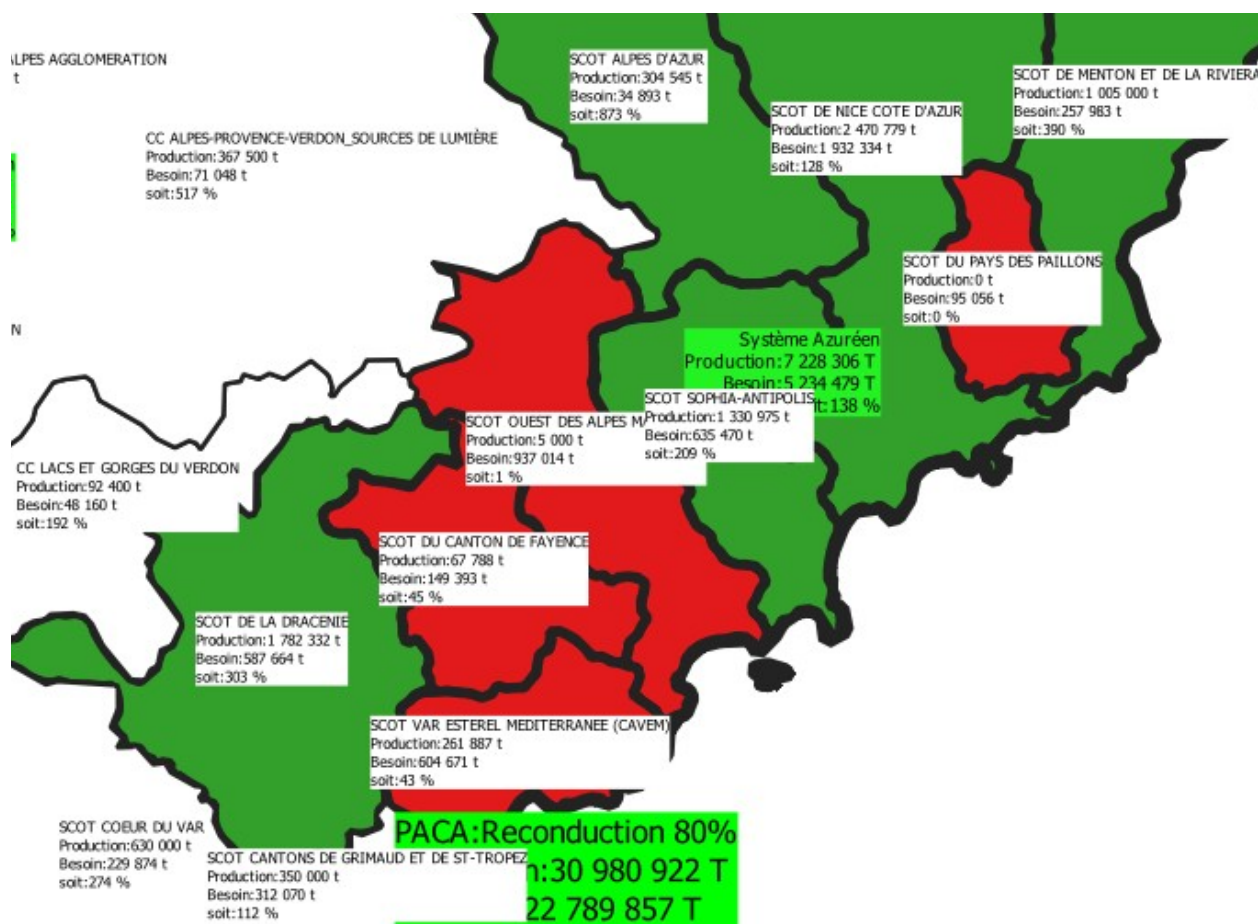 ALPES AGGLOMERATION
t
CC ALPES-PROVENCE-VERDON_SOURCES DE LUMIÈRE
Production:367 500 t
Besoin:71 048 t
soit:517 %
SCOT ALPES D'AZUR
Production:304 545 t
Besoin:34 893 t
soit:873 %
SCOT DE NICE COTE D'AZUR
Production:2 470 779 t
Besoin:1 932 334 t
soit:128 %
SCOT DE MENTON ET DE LA RIVIERA
Production:1 005 000 t
Besoin:257 983 t
soit:390 %
SCOT DU PAYS DES PAILLONS
Production:0 t
Besoin:95 056 t
soit:0 %
N
Système Azuréen
Production:7 228 306 T
Besoin:5 234 479 T
it:138 %
SCOT SOPHIA-ANTIPOLIS
Production:1 330 975 t
Besoin:635 470 t
soit:209 %
SCOT OUEST DES ALPES M
Production:5 000 t
Besoin:937 014 t
soit:1 %
CC LACS ET GORGES DU VERDON
Production:92 400 t
Besoin:48 160 t
soit:192 %
SCOT DU CANTON DE FAYENCE
Production:67 788 t
Besoin:149 393 t
soit:45 %
SCOT DE LA DRACENIE
Production:1 782 332 t
Besoin:587 664 t
soit:303 %
SCOT VAR ESTEREL MEDITERRANEE (CAVEM)
Production:261 887 t
Besoin:604 671 t
soit:43 %
SCOT COEUR DU VAR
Production:630 000 t
Besoin:229 874 t
soit:274 %
SCOT CANTONS DE GRIMAUD ET DE ST-TROPEZ
Production:350 000 t
Besoin:312 070 t
soit:112 %
PACA:Reconduction 80%
n:30 980 922 T
22 789 857 T